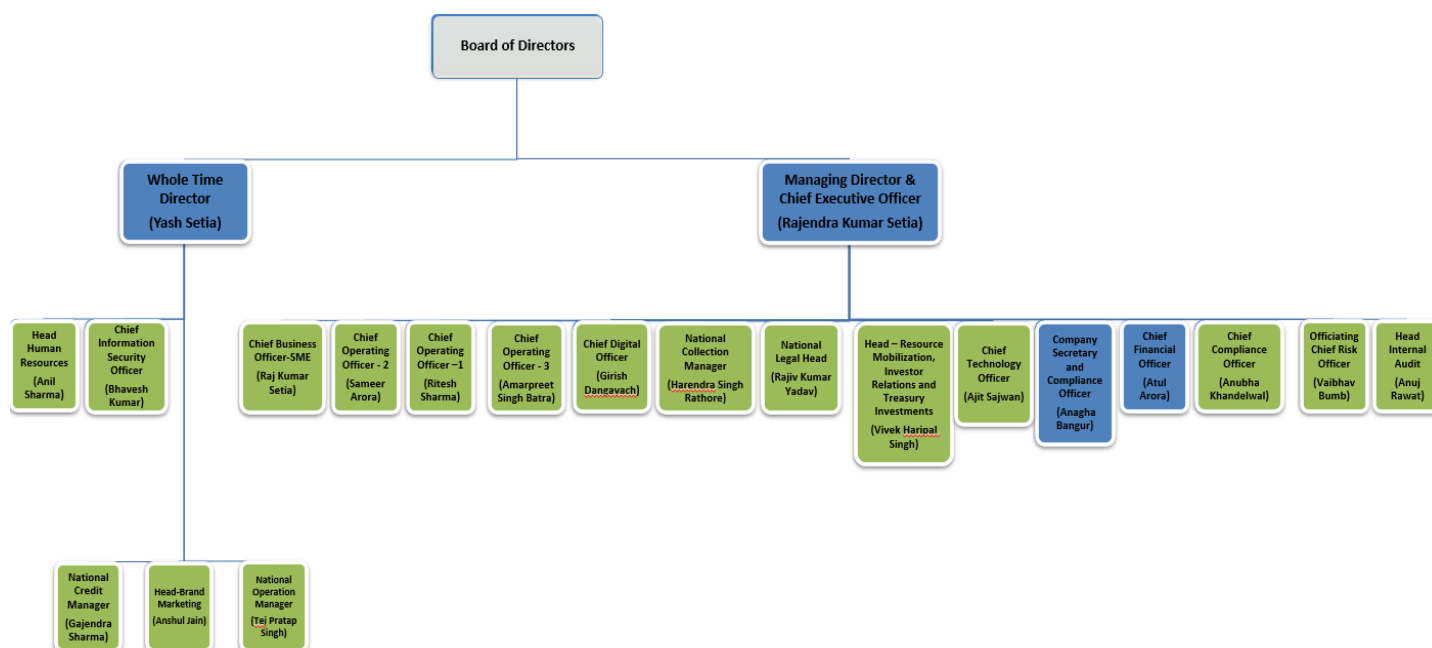 Board of Directors
Whole Time
Director
(Yash Setia)
Managing Director &
Chief Executive Officer
(Rajendra Kumar Setia)
Head
Human
Resources
(Anil
Sharma)
Chief
Information
Security
Officer
(Bhavesh
Kumar)
Chief Business
Officer-SME
(Raj Kumar
Setia)
Chief
Operating
Officer - 2
(Sameer
Arora)
Chief
Operating
Officer –1
(Ritesh
Sharma)
Chief
Operating
Officer - 3
(Amarpreet
Singh Batra)
Chief Digital
Officer
(Girish
Dangavach)
National
Collection
Manager
(Harendra Singh
Rathore)
National
Legal Head
(Rajiv Kumar
Yadav)
Head – Resource
Mobilization,
Investor
Relations and
Treasury
Investments
(Vivek Haripal
Singh)
Chief
Technology
Officer
(Ajit Sajwan)
Company
Secretary
and
Compliance
Officer
(Anagha
Bangur)
Chief
Financial
Officer
(Atul
Arora)
Chief
Compliance
Officer
(Anubha
Khandelwal)
Officiating
Chief Risk
Officer
(Vaibhav
Bumb)
Head
Internal
Audit
(Anuj
Rawat)
National
Credit
Manager
(Gajendra
Sharma)
Head-Brand
Marketing
(Anshul Jain)
National
Operation
Manager
(Tej Pratap
Singh)